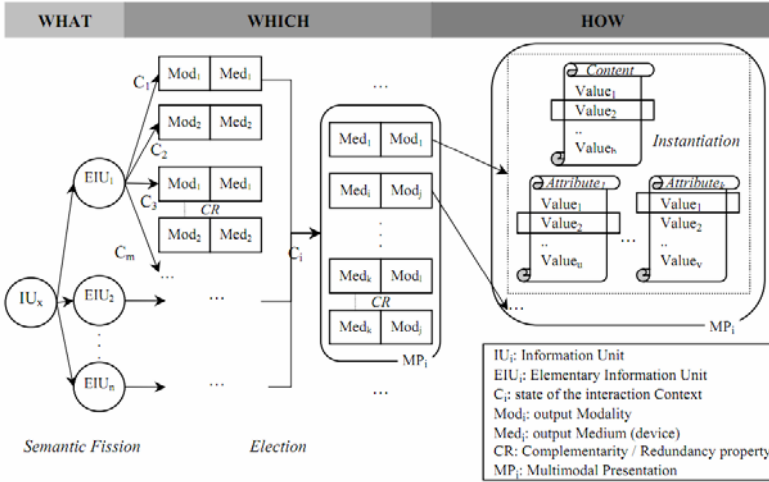 WHAT WHICH HOW
C₁ Mod₁ Med₁
C₂ Mod₂ Med₂
EIU₁
C₃ Mod₁ Med₁
CR
Mod₂ Med₂
Cₘ
...
IUₓ
EIU₂ ...
EIUₙ ...
Semantic Fission
Election
Cᵢ
...
Med₁ Mod₁
Medᵢ Modⱼ
Medₖ Modₗ
CR
Medₖ Modⱼ
MPᵢ
...
Content
Value₁
Value₂
..
Value_b
Instantiation
Attribute₁
Value₁
Value₂
..
Valueᵤ
...
Attributeₖ
Value₁
Value₂
..
Valueᵥ
...
MPᵢ
IUᵢ: Information Unit
EIUᵢ: Elementary Information Unit
Cᵢ: state of the interaction Context
Modᵢ: output Modality
Medᵢ: output Medium (device)
CR: Complementarity / Redundancy property
MPᵢ: Multimodal Presentation